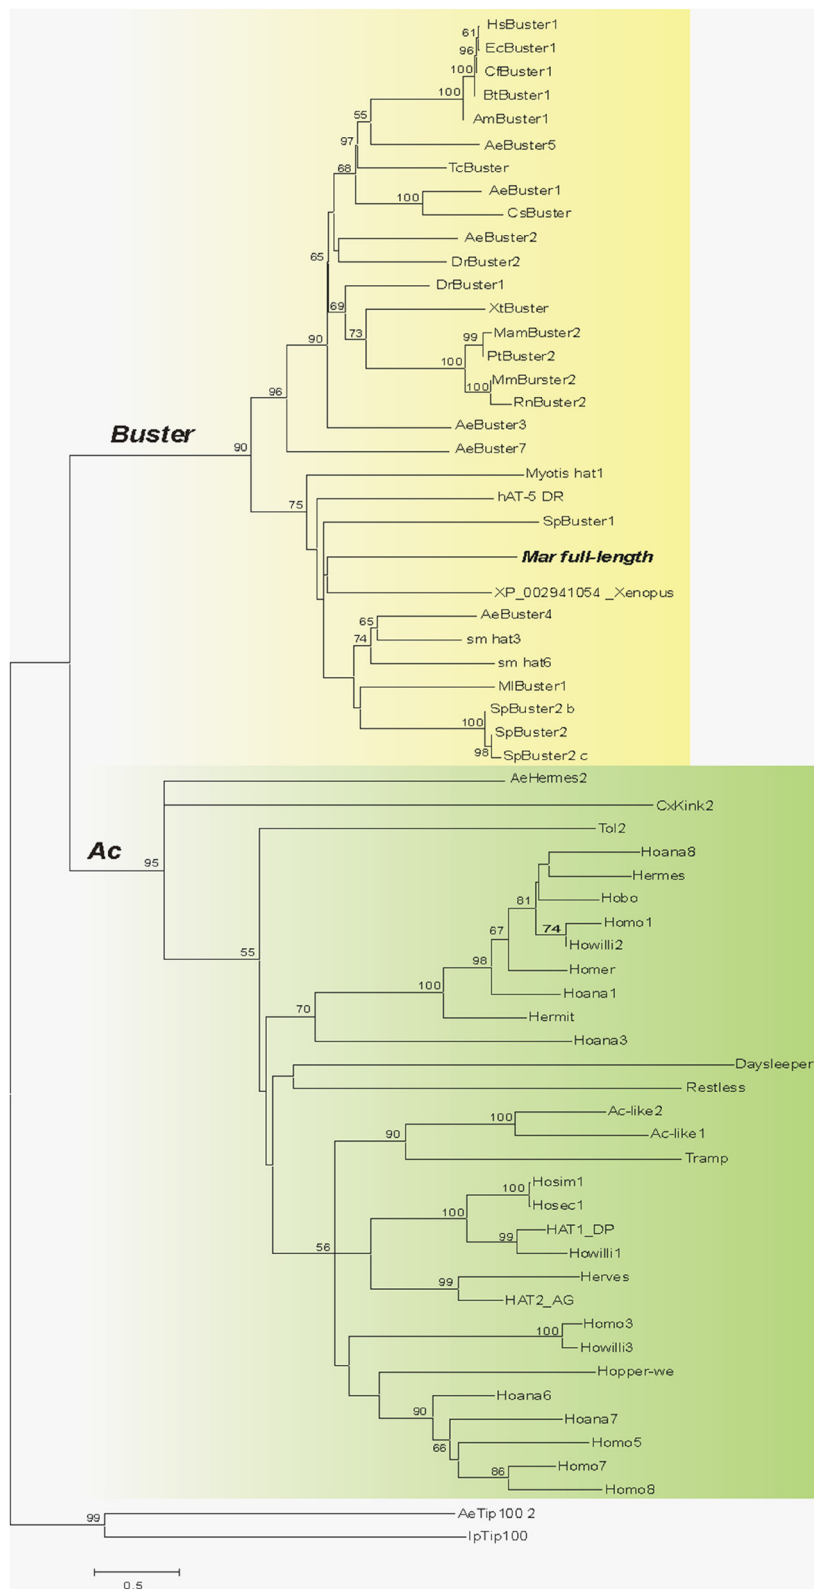 HsBuster1
61
EcBuster1
96
CfBuster1
100
BtBuster1
100
AmBuster1
55
AeBuster5
97
TcBuster
68
AeBuster1
100
CsBuster
AeBuster2
65
DrBuster2
DrBuster1
69
XtBuster
73
MamBuster2
99
90
PtBuster2
100
MmBurster2
100
96
RnBuster2
AeBuster3
Buster
90
AeBuster7
Myotis hat1
75
hAT-5 DR
SpBuster1
Mar full-length
XP_002941054 _Xenopus
AeBuster4
65
sm hat3
74
sm hat6
MlBuster1
SpBuster2 b
100
SpBuster2
98
SpBuster2 c
AeHermes2
CxKink2
Tol2
Ac
95
Hoana8
Hermes
81
Hobo
Homo1
74
67
Howilli2
98
Homer
55
100
Hoana1
70
Hermit
Hoana3
Daysleeper
Restless
Ac-like2
100
Ac-like1
90
Tramp
Hosim1
100
Hosec1
100
HAT1_DP
99
56
Howilli1
Herves
99
HAT2_AG
Homo3
100
Howilli3
Hopper-we
Hoana6
90
Hoana7
66
Homo5
Homo7
86
Homo8
AeTip100 2
99
IpTip100
0.5